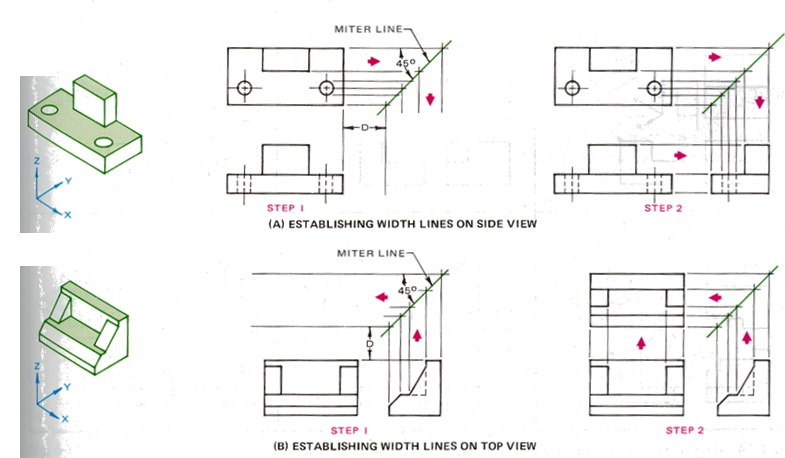 MITER LINE
45°
D
Z
Y
X
STEP 1
STEP 2
(A) ESTABLISHING WIDTH LINES ON SIDE VIEW
MITER LINE
45°
D
Z
Y
X
STEP 1
STEP 2
(B) ESTABLISHING WIDTH LINES ON TOP VIEW